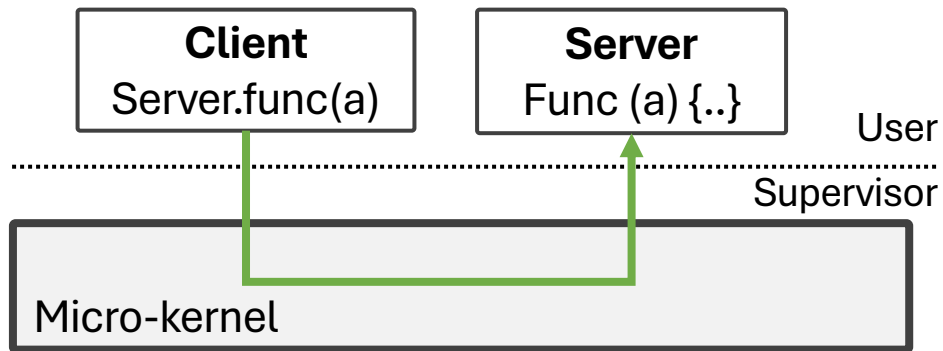 Client
Server.func(a)
Server
Func (a) {..}
User
Supervisor
Micro-kernel